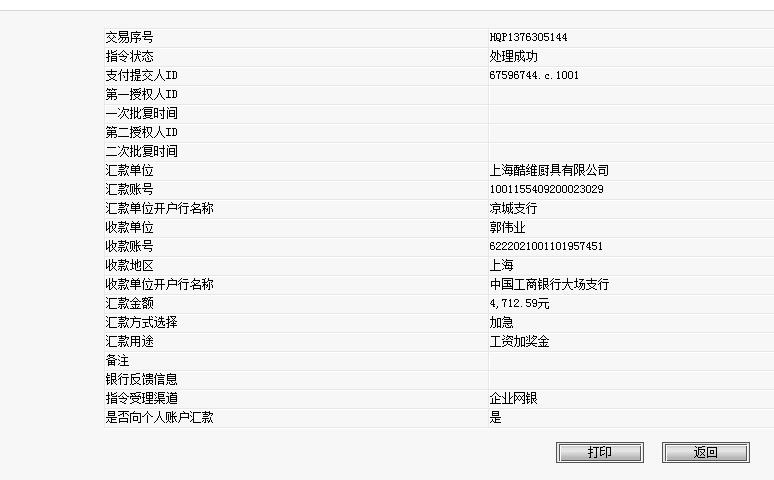 交易序号 HQP1376305144
指令状态 处理成功
支付提交人ID 67596744.c.1001
第一授权人ID
一次批复时间
第二授权人ID
二次批复时间
汇款单位 上海酷维厨具有限公司
汇款账号 1001155409200023029
汇款单位开户行名称 凉城支行
收款单位 郭伟业
收款账号 6222021001101957451
收款地区 上海
收款单位开户行名称 中国工商银行大场支行
汇款金额 4,712.59元
汇款方式选择 加急
汇款用途 工资加奖金
备注
银行反馈信息
指令受理渠道 企业网银
是否向个人账户汇款 是
打印 返回